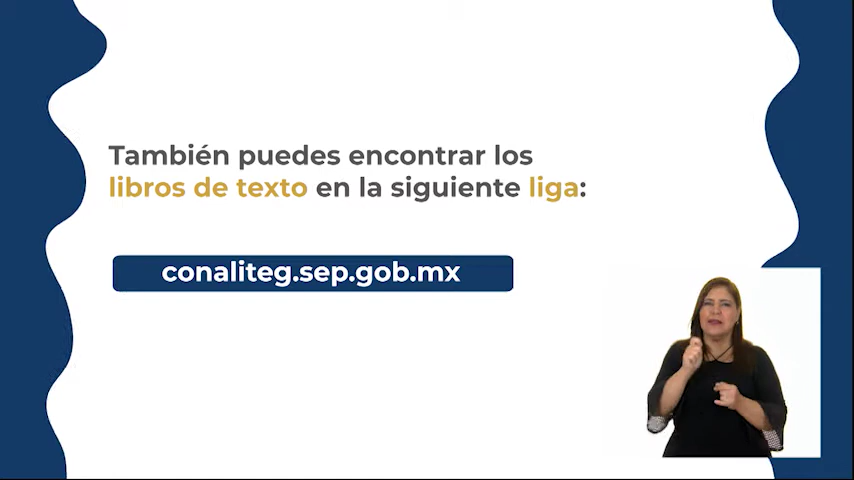 También puedes encontrar los
libros de texto en la siguiente liga:
conaliteg.sep.gob.mx